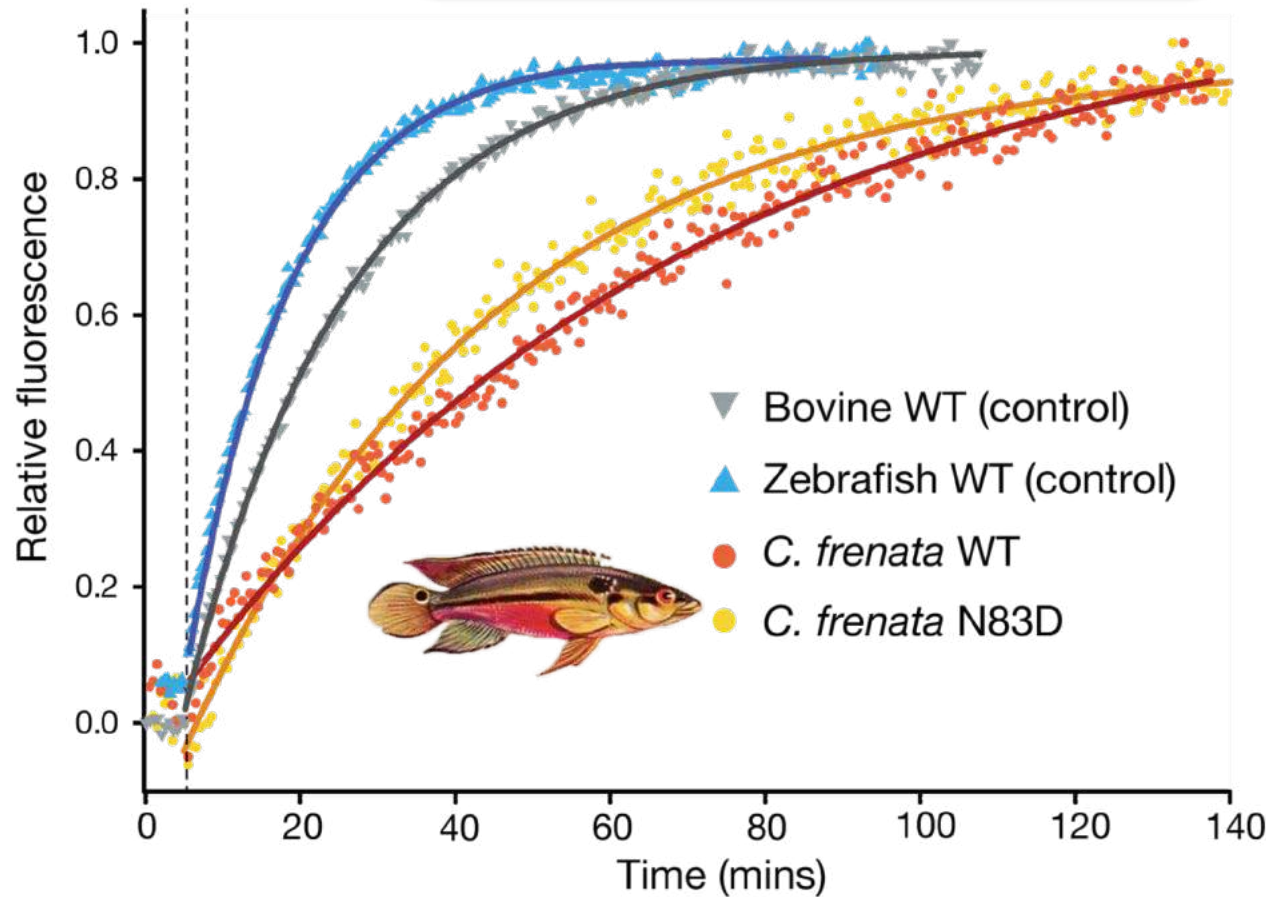 Relative fluorescence
1.0
0.8
0.6
0.4
0.2
0.0
Bovine WT (control)
Zebrafish WT (control)
C. frenata WT
C. frenata N83D
0 20 40 60 80 100 120 140
Time (mins)